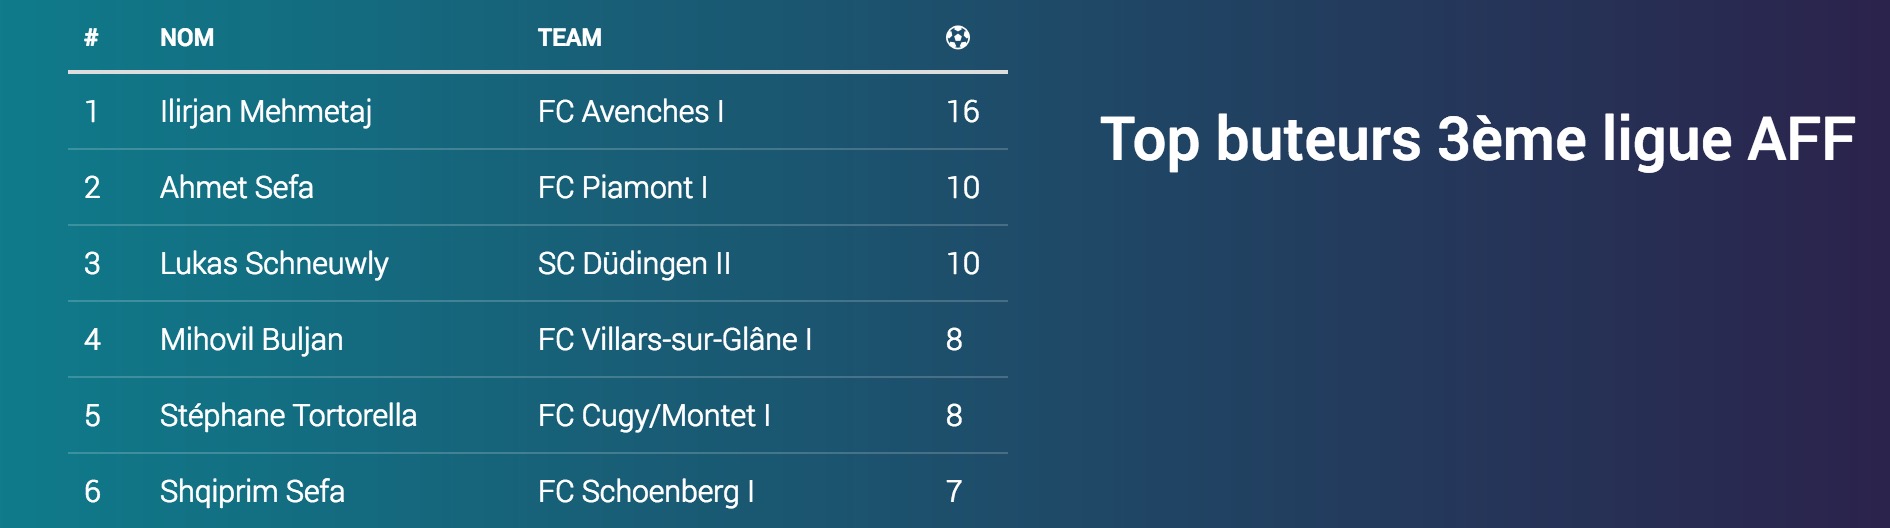 # NOM TEAM ⚽
1 Ilirjan Mehmetaj FC Avenches I 16
2 Ahmet Sefa FC Piamont I 10
3 Lukas Schneuwly SC Düdingen II 10
4 Mihovil Buljan FC Villars-sur-Glâne I 8
5 Stéphane Tortorella FC Cugy/Montet I 8
6 Shqiprim Sefa FC Schoenberg I 7
Top buteurs 3ème ligue AFF